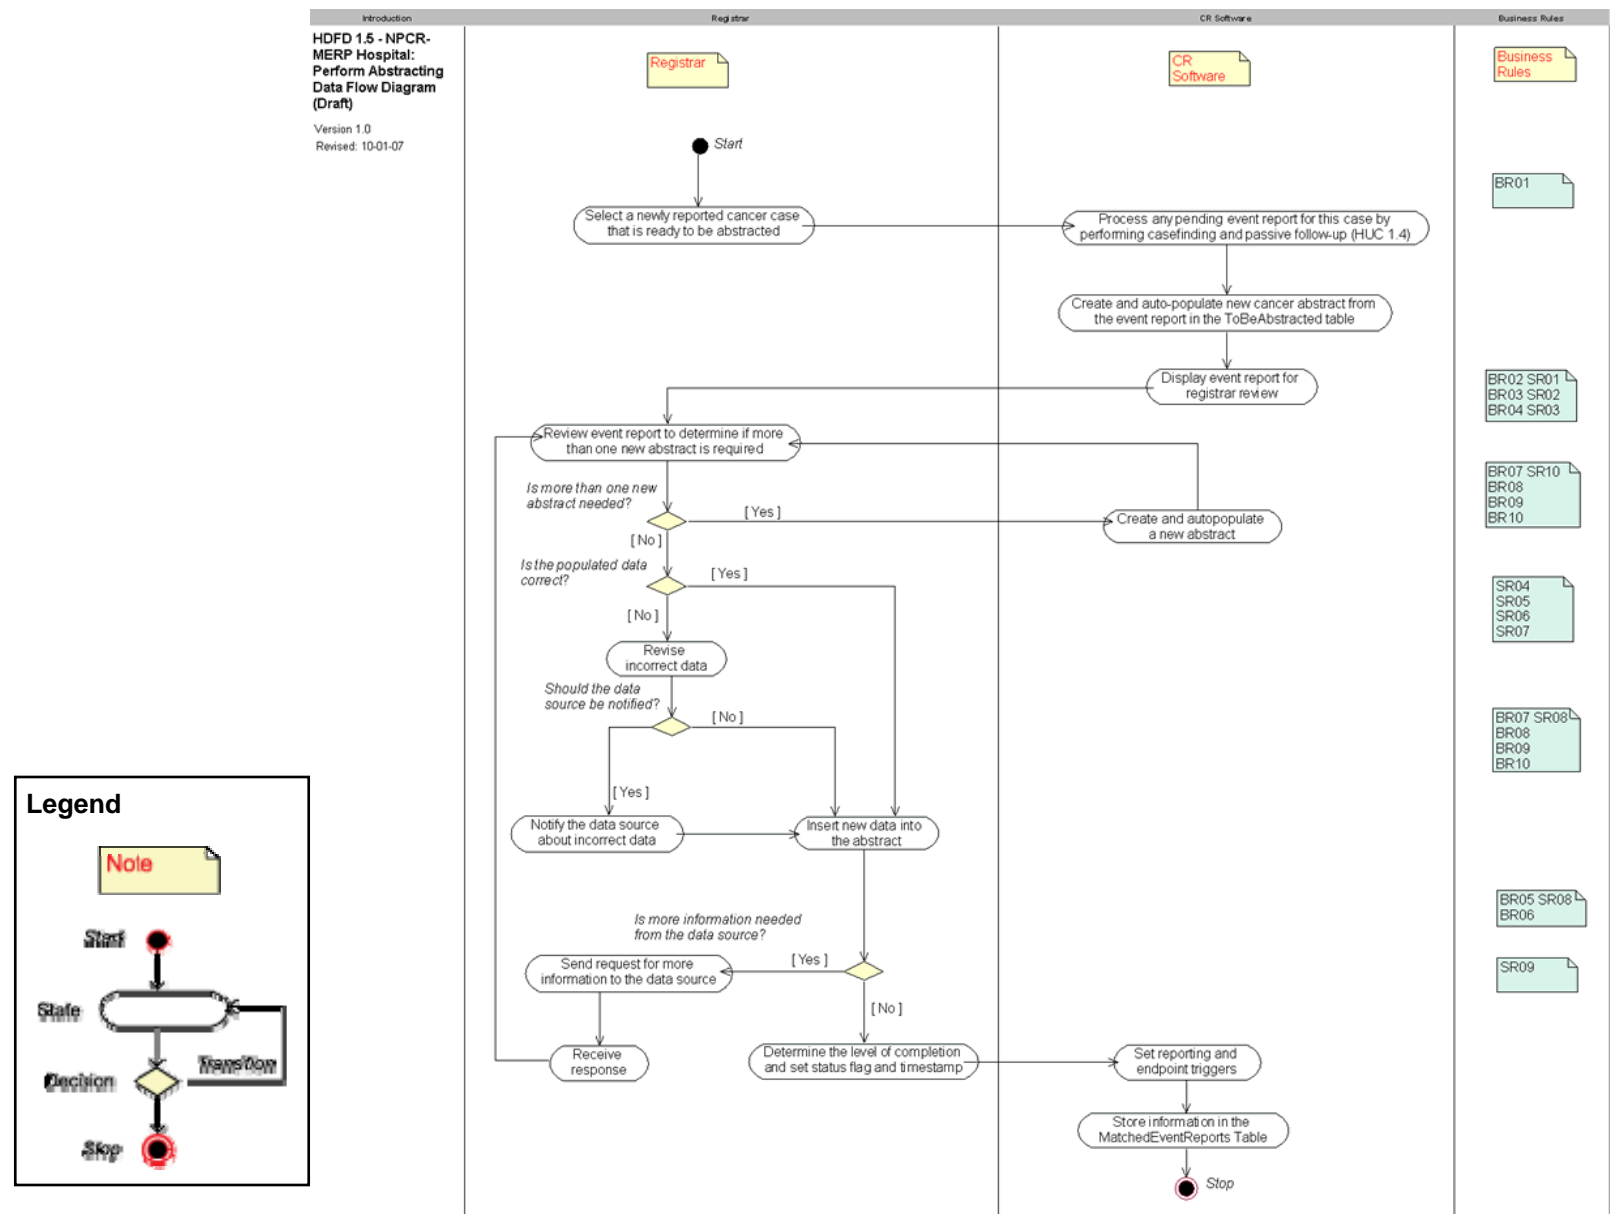 Introduction
Registrar
CR Software
Business Rules
HDFD 1.5 - NPCR-
MERP Hospital:
Perform Abstracting
Data Flow Diagram
(Draft)
Version 1.0
Revised: 10-01-07
Registrar
CR
Software
Business
Rules
Start
BR01
Select a newly reported cancer case
that is ready to be abstracted
Process any pending event report for this case by
performing casefinding and passive follow-up (HUC 1.4)
Create and auto-populate new cancer abstract from
the event report in the ToBeAbstracted table
Display event report for
registrar review
BR02 SR01
BR03 SR02
BR04 SR03
Review event report to determine if more
than one new abstract is required
Is more than one new
abstract needed?
[ Yes ]
Create and autopopulate
a new abstract
BR07 SR10
BR08
BR09
BR10
[ No ]
Is the populated data
correct?
[ Yes ]
[ No ]
SR04
SR05
SR06
SR07
Revise
incorrect data
Should the data
source be notified?
[ No ]
BR07 SR08
BR08
BR09
BR10
[ Yes ]
Notify the data source
about incorrect data
Insert new data into
the abstract
Is more information needed
from the data source?
BR05 SR08
BR06
[ Yes ]
Send request for more
information to the data source
SR09
[ No ]
Receive
response
Determine the level of completion
and set status flag and timestamp
Set reporting and
endpoint triggers
Store information in the
MatchedEventReports Table
Stop
Legend
Note
Start
State
Transition
Decision
Stop